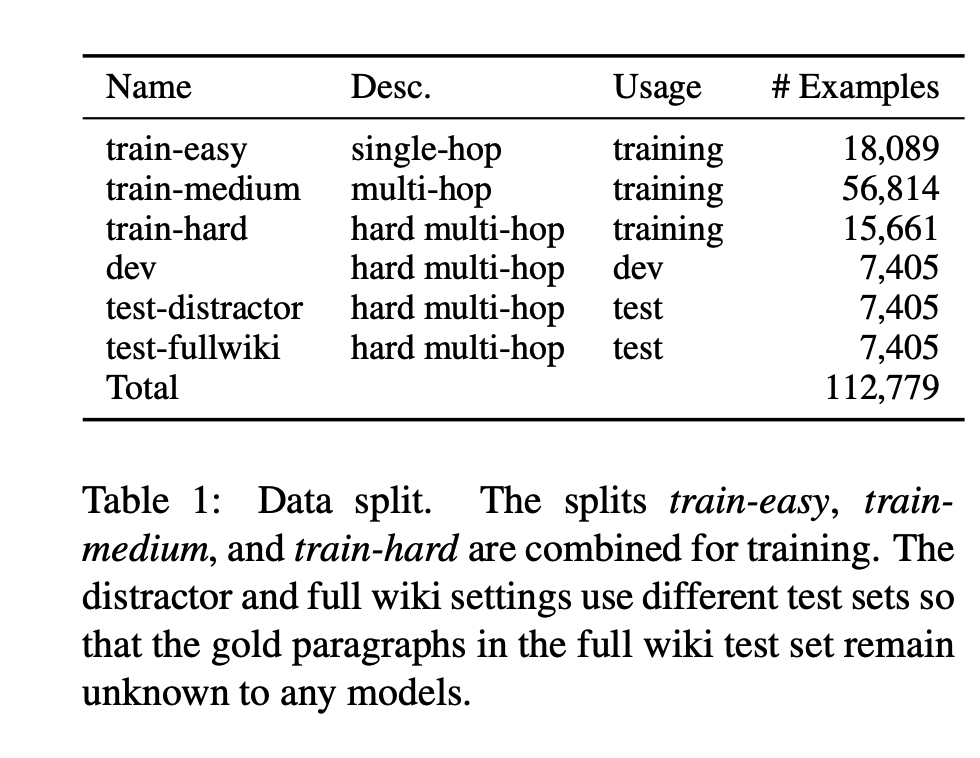 Name Desc. Usage # Examples
train-easy single-hop training 18,089
train-medium multi-hop training 56,814
train-hard hard multi-hop training 15,661
dev hard multi-hop dev 7,405
test-distractor hard multi-hop test 7,405
test-fullwiki hard multi-hop test 7,405
Total 112,779
Table 1: Data split. The splits train-easy, train-
medium, and train-hard are combined for training. The
distractor and full wiki settings use different test sets so
that the gold paragraphs in the full wiki test set remain
unknown to any models.